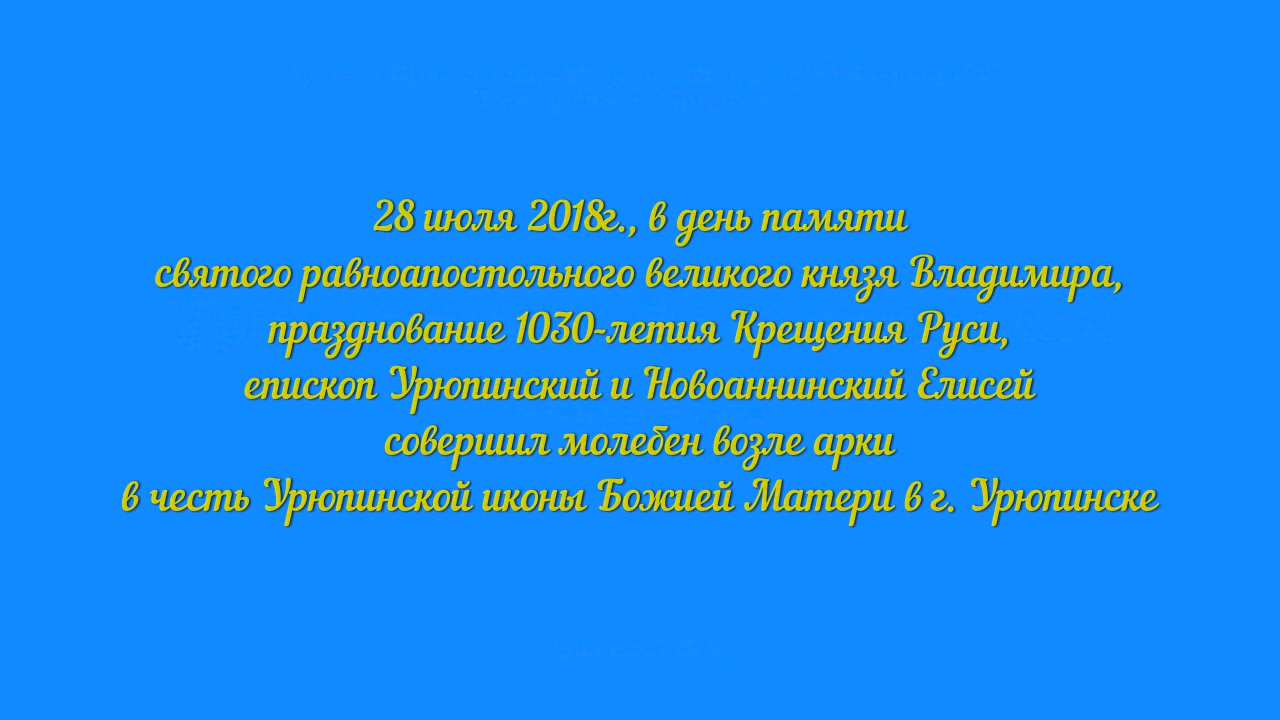 28 июля 2018г., в день памяти
святого равноапостольного великого князя Владимира,
празднование 1030-летия Крещения Руси,
епископ Урюпинский и Новоаннинский Елисей
совершил молебен возле арки
в честь Урюпинской иконы Божией Матери в г. Урюпинске